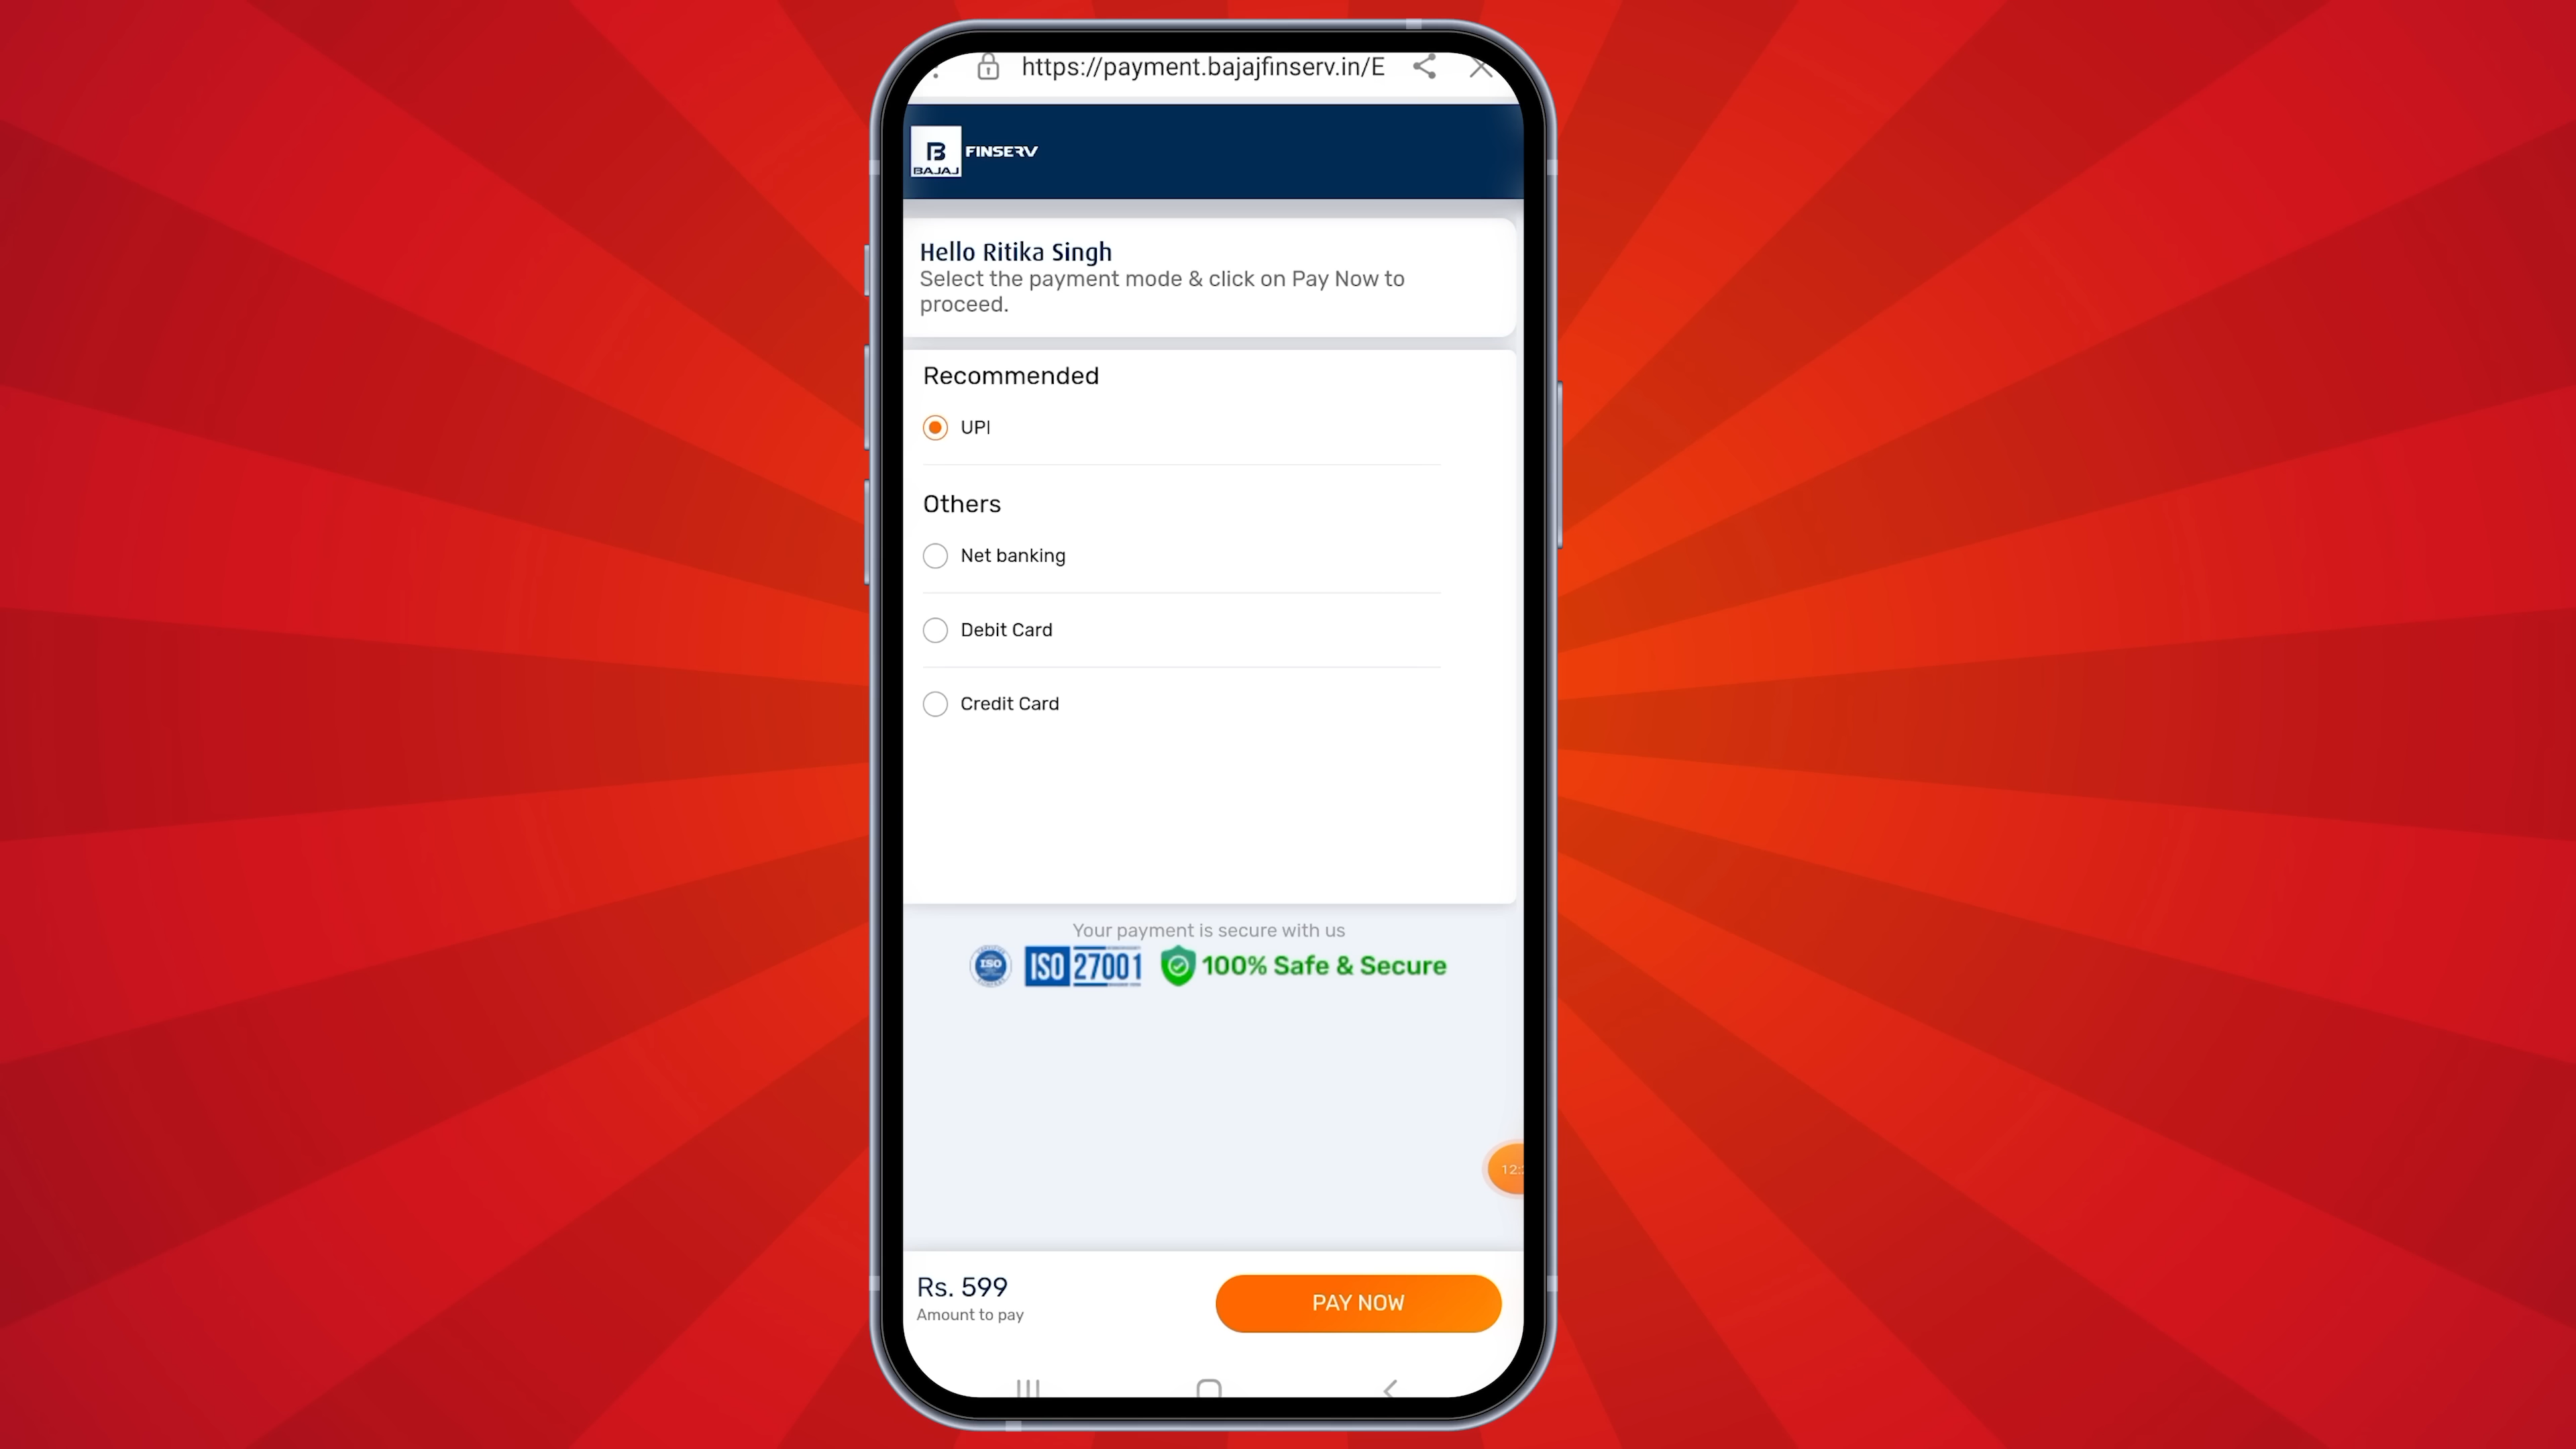 https://payment.bajajfinserv.in/E
B
BAJAJ
FINSERV
Hello Ritika Singh
Select the payment mode & click on Pay Now to
proceed.
Recommended
UPI
Others
Net banking
Debit Card
Credit Card
Your payment is secure with us
ISO
ISO 27001
100% Safe & Secure
12:
Rs. 599
Amount to pay
PAY NOW